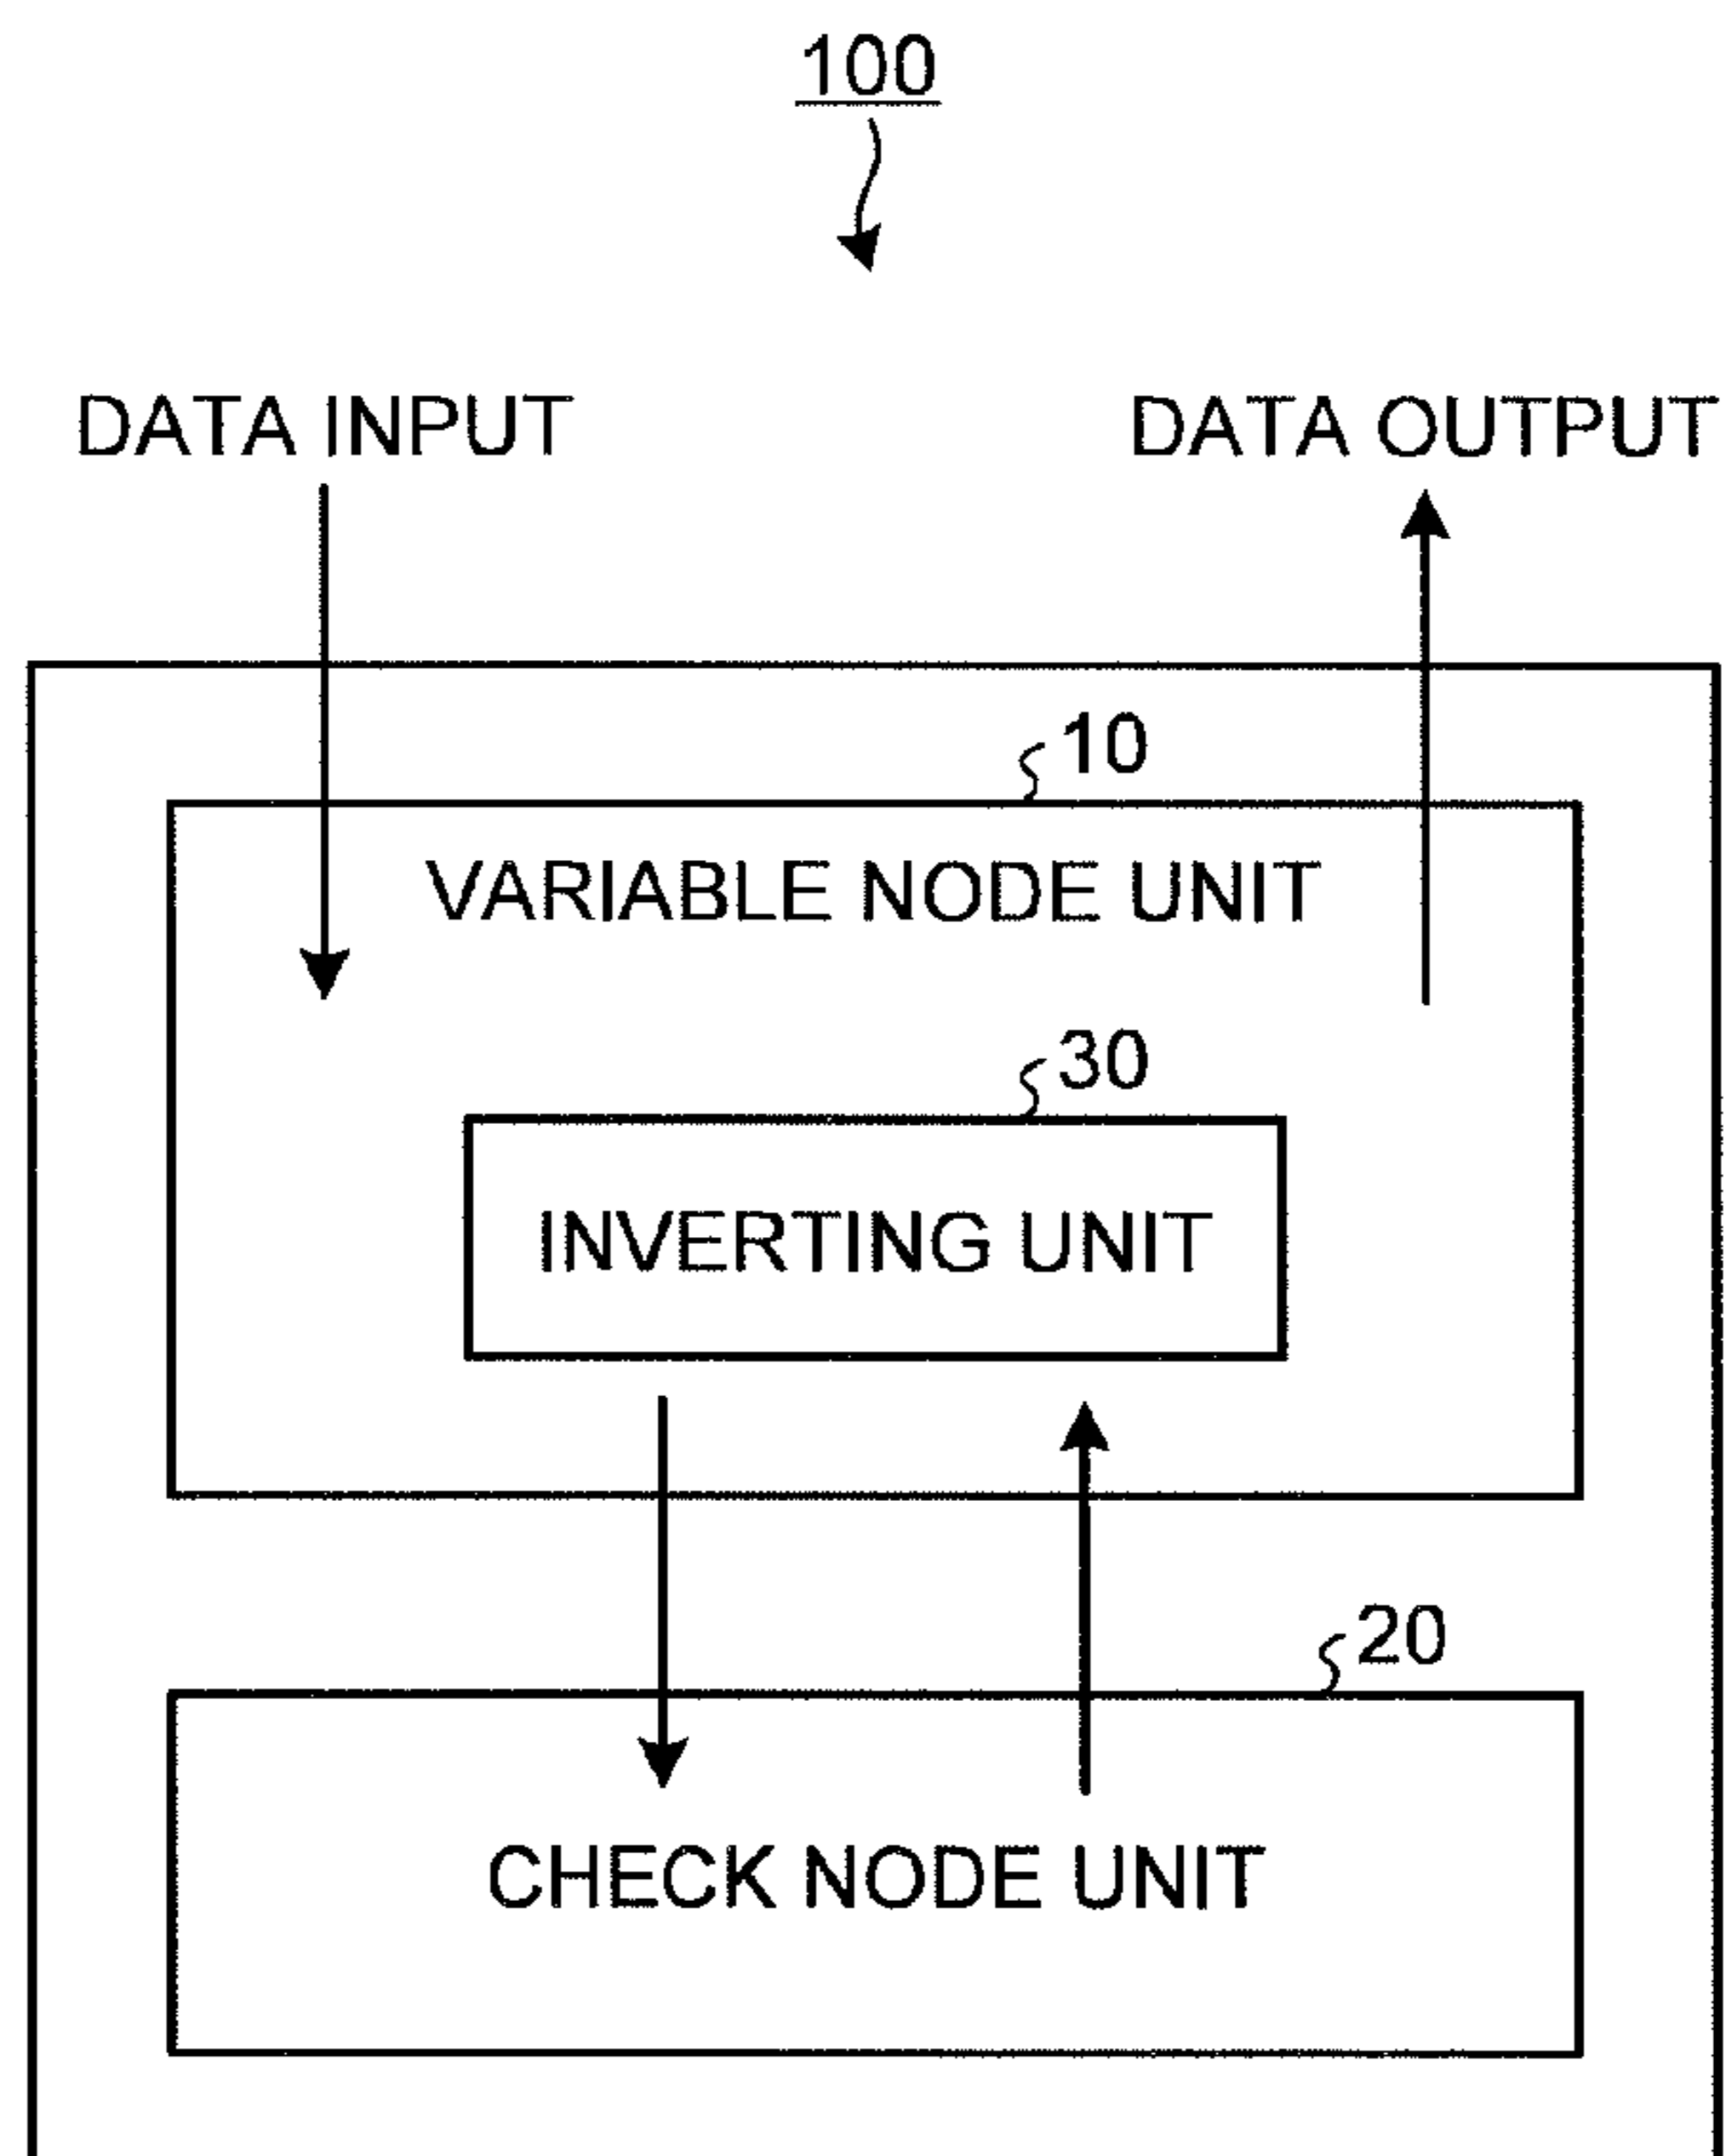 100
DATA INPUT
DATA OUTPUT
10
VARIABLE NODE UNIT
30
INVERTING UNIT
20
CHECK NODE UNIT